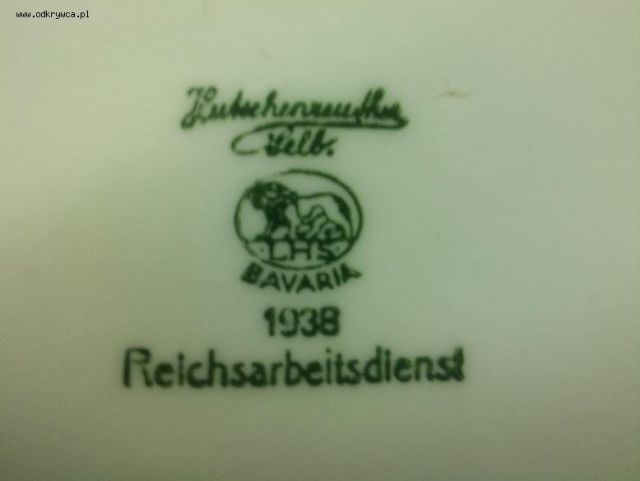 www.odkrywca.pl
Hutschenreuther
Selb.
LHS
BAVARIA
1938
Reichsarbeitsdienst